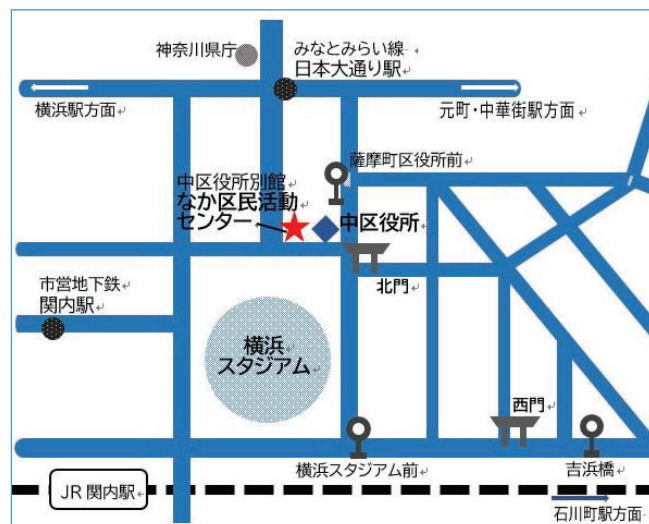 神奈川県庁
みなとみらい線
日本大通り駅
横浜駅方面
元町・中華街駅方面
薩摩町区役所前
中区役所別館
なか区民活動
センター
中区役所
北門
市営地下鉄
関内駅
横浜
スタジアム
西門
横浜スタジアム前
吉浜橋
JR関内駅
石川町駅方面